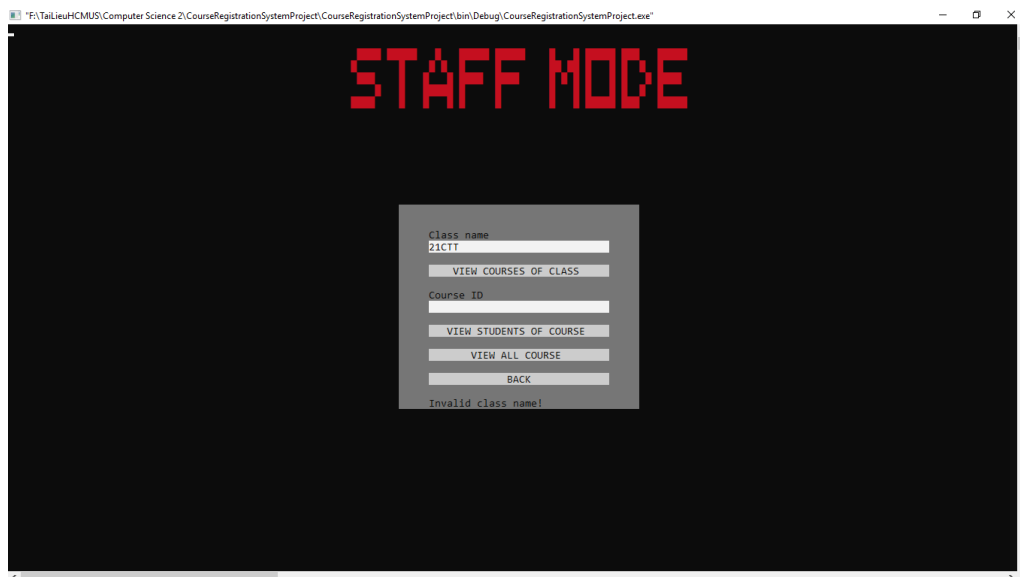 "F:\TaiLieuHCMUS\Computer Science 2\CourseRegistrationSystemProject\CourseRegistrationSystemProject\bin\Debug\CourseRegistrationSystemProject.exe"
STAFF MODE
Class name
21CTT
VIEW COURSES OF CLASS
Course ID
VIEW STUDENTS OF COURSE
VIEW ALL COURSE
BACK
Invalid class name!